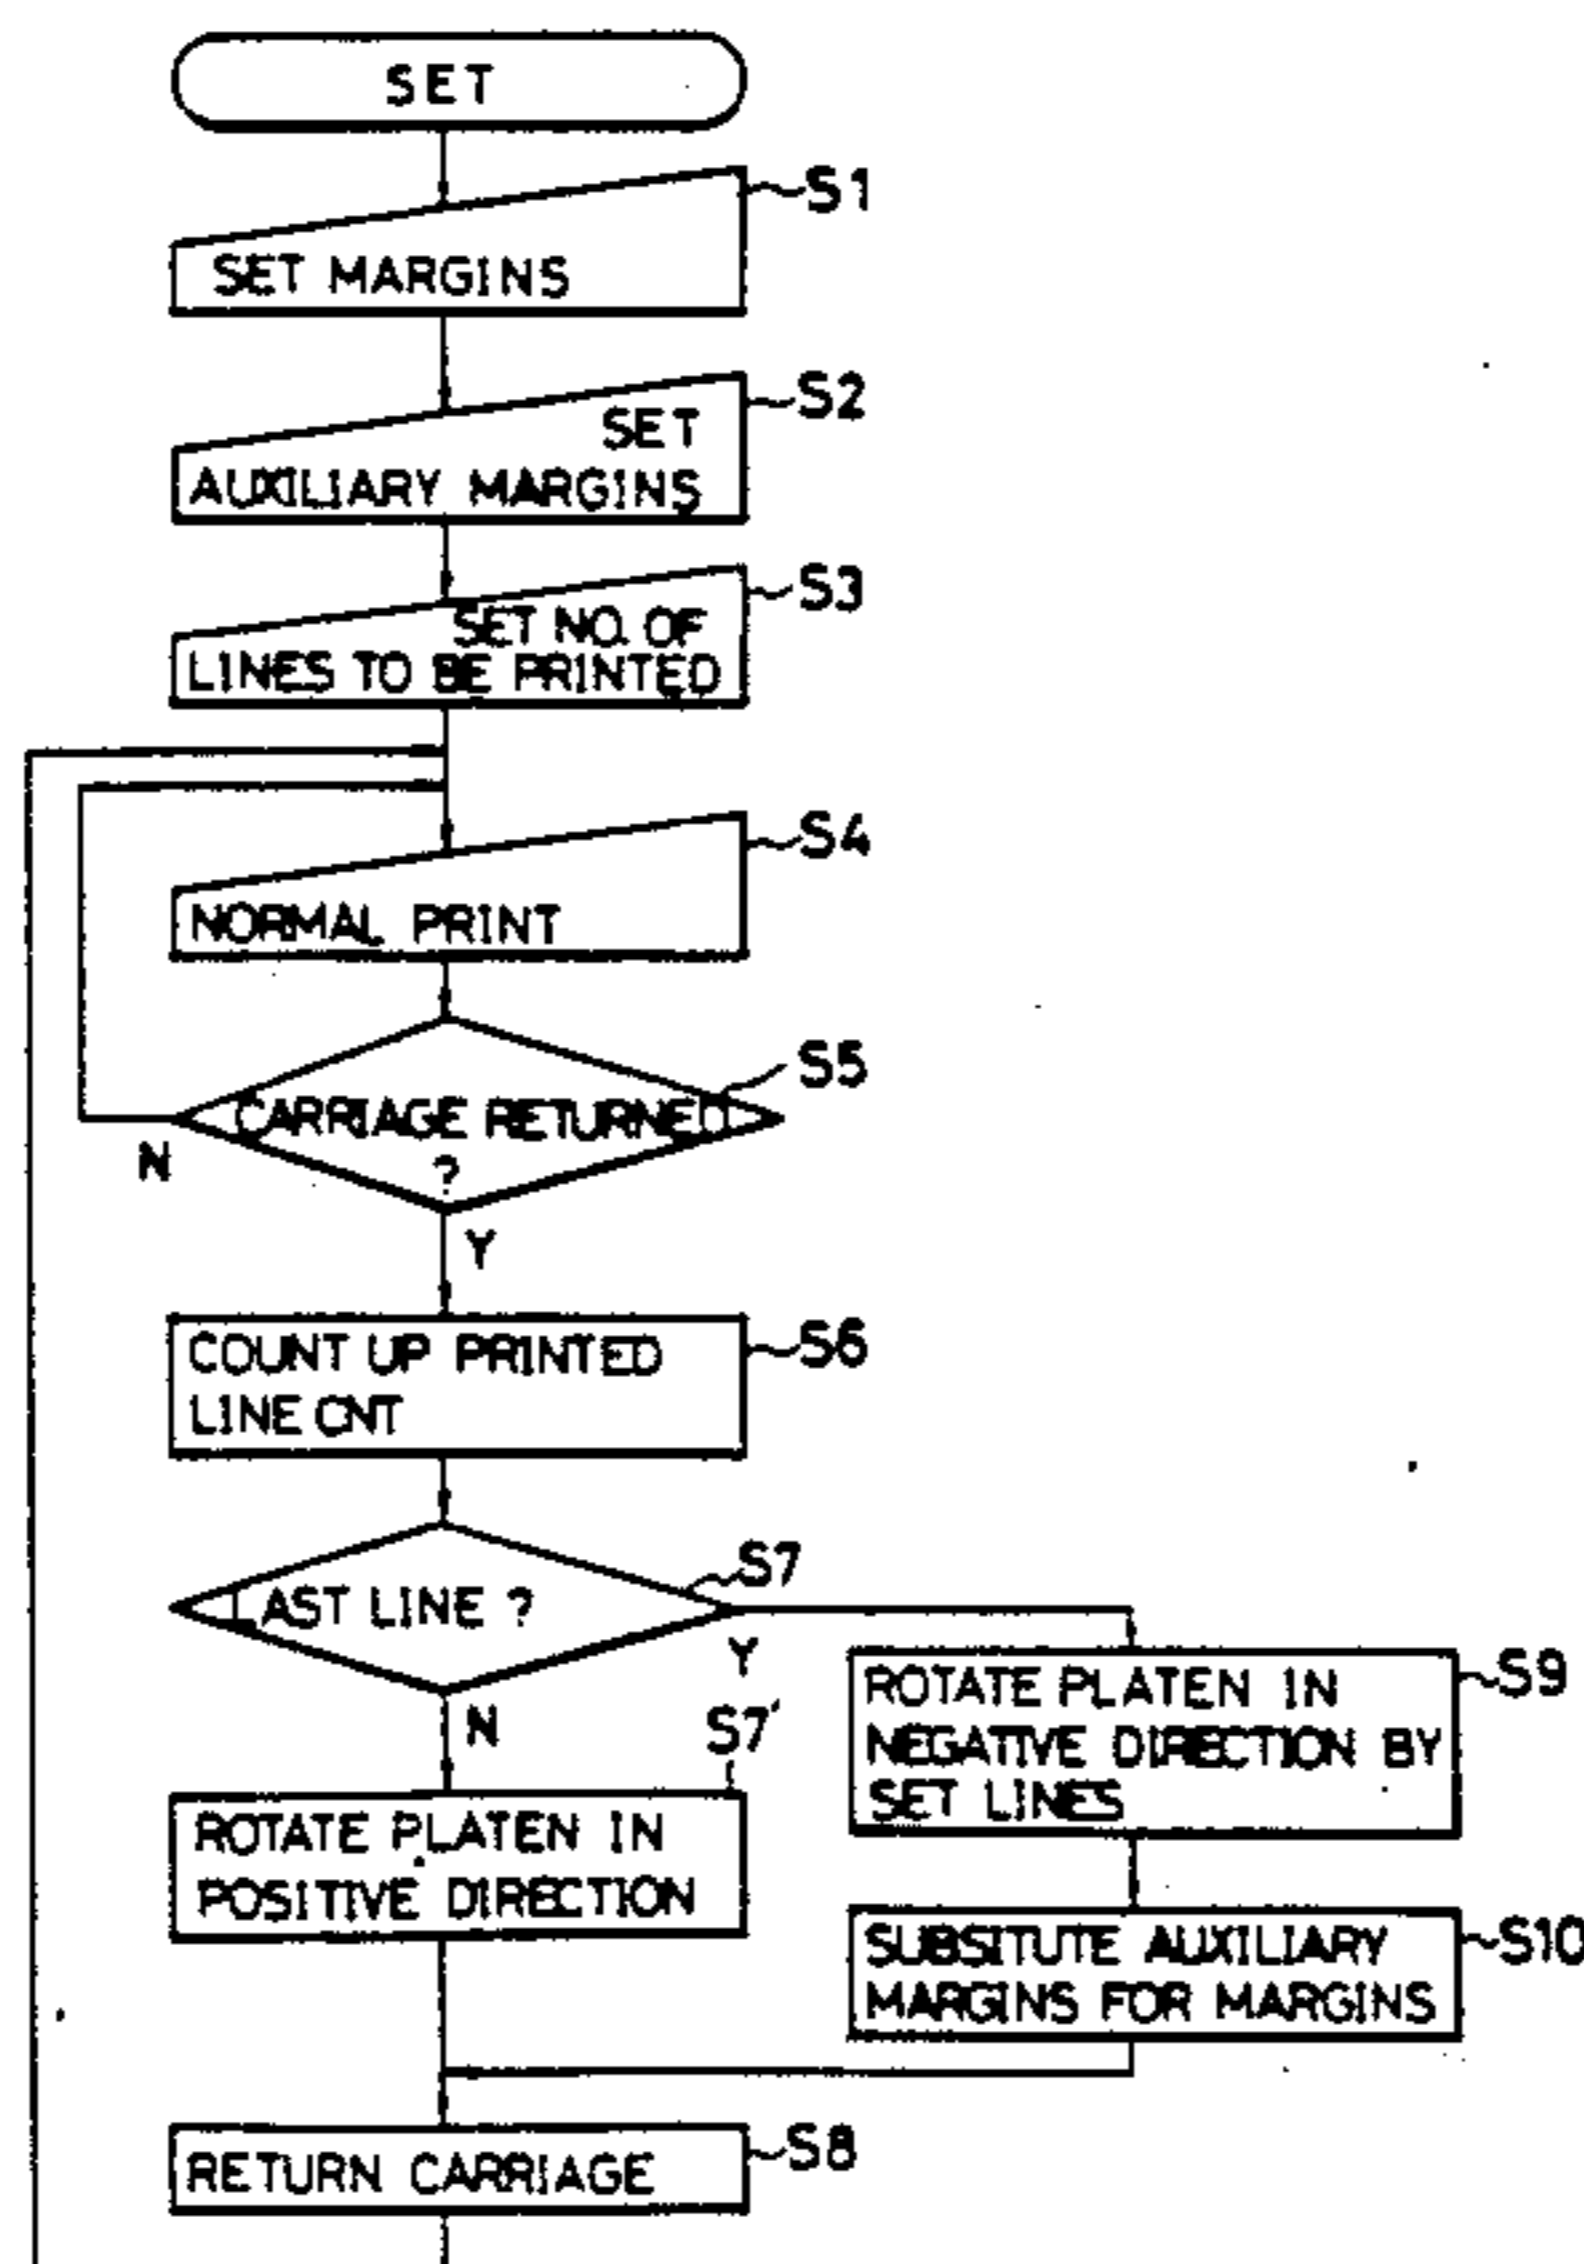 SET
S1
SET MARGINS
S2
SET
AUXILIARY MARGINS
S3
SET NO. OF
LINES TO BE PRINTED
S4
NORMAL PRINT
S5
CARRIAGE RETURNED
?
N
Y
S6
COUNT UP PRINTED
LINE CNT
S7
LAST LINE ?
Y
N
S7'
ROTATE PLATEN IN
POSITIVE DIRECTION
S9
ROTATE PLATEN IN
NEGATIVE DIRECTION BY
SET LINES
S10
SUBSITUTE AUXILIARY
MARGINS FOR MARGINS
S8
RETURN CARRIAGE